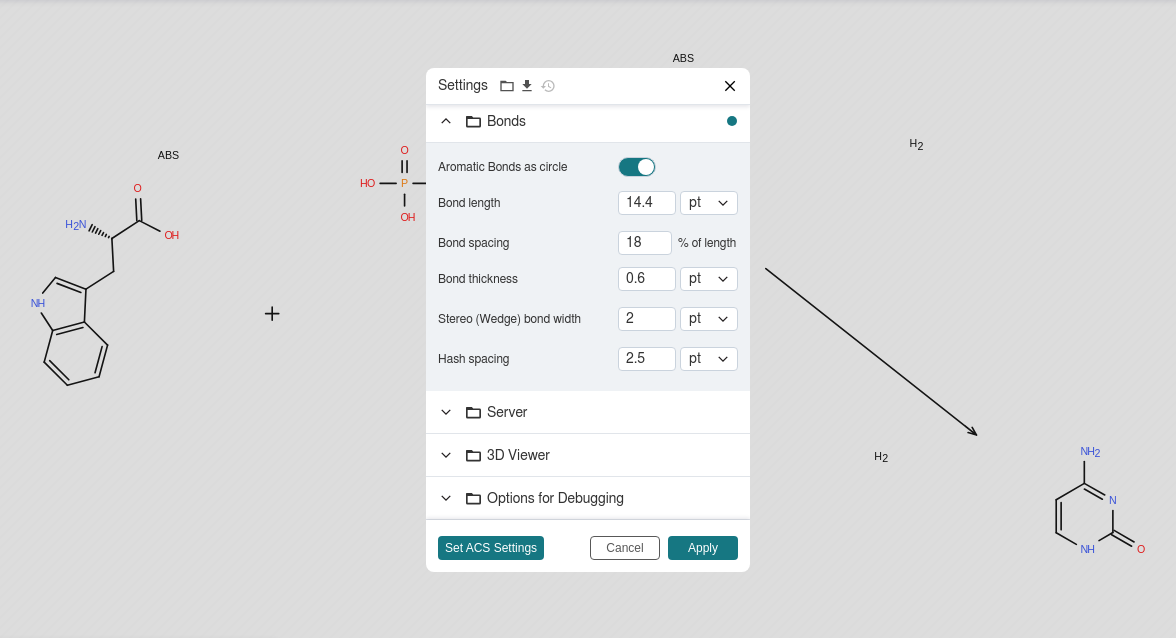 ABS
Settings
Bonds
H2
O
ABS
Aromatic Bonds as circle
HO P
O
Bond length 14.4 pt
OH
H2N
OH
Bond spacing 18 % of length
Bond thickness 0.6 pt
NH
+
Stereo (Wedge) bond width 2 pt
Hash spacing 2.5 pt
Server
3D Viewer
H2
NH2
Options for Debugging
N
Set ACS Settings Cancel Apply
NH O